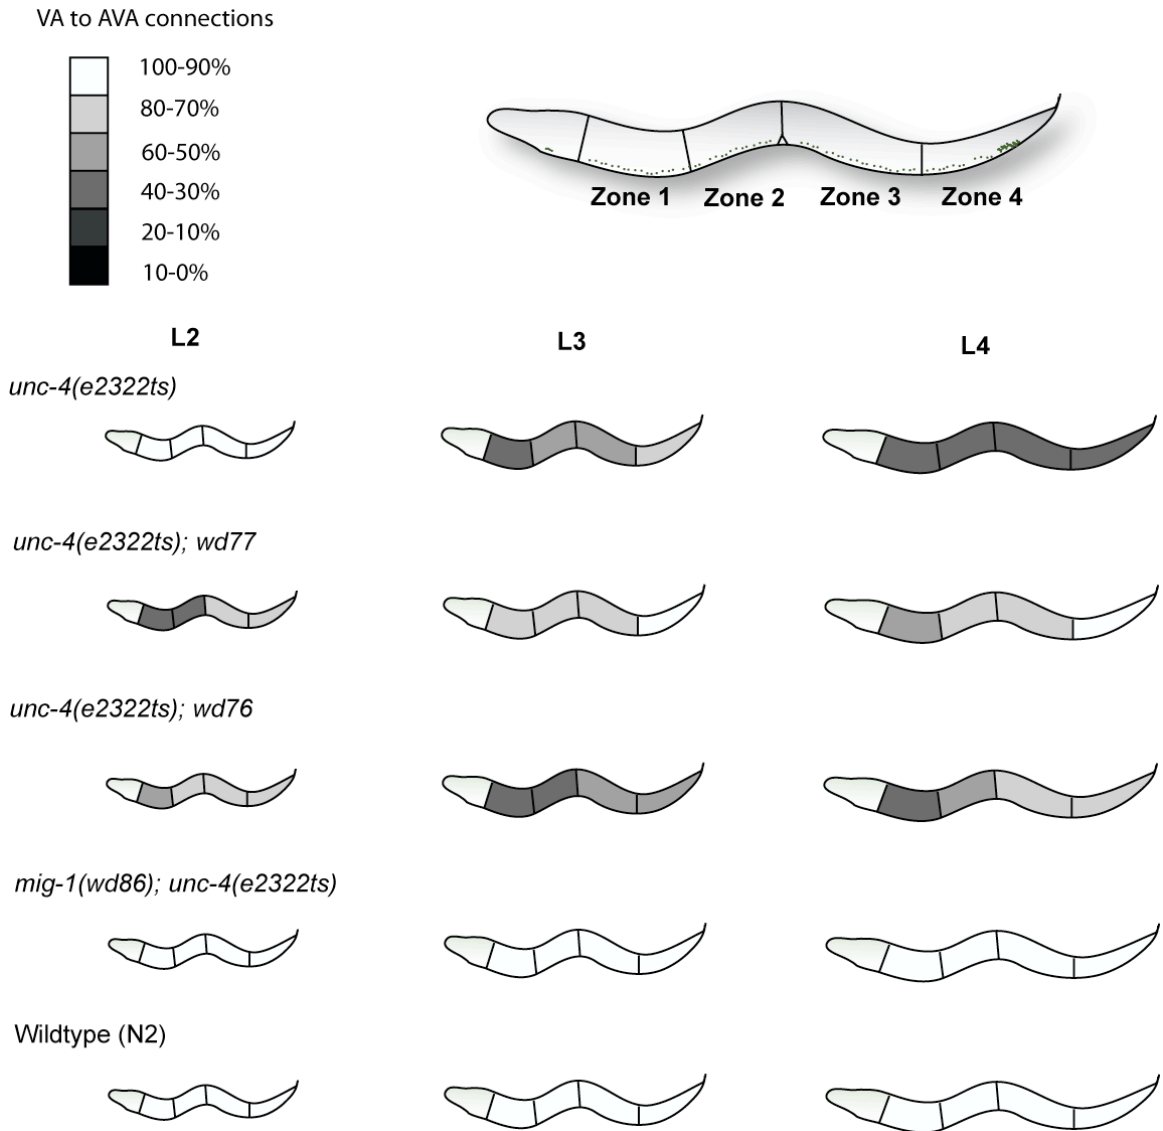 VA to AVA connections
100-90%
80-70%
60-50%
40-30%
20-10%
10-0%
Zone 1 Zone 2 Zone 3 Zone 4
L2 L3 L4
unc-4(e2322ts)
unc-4(e2322ts); wd77
unc-4(e2322ts); wd76
mig-1(wd86); unc-4(e2322ts)
Wildtype (N2)